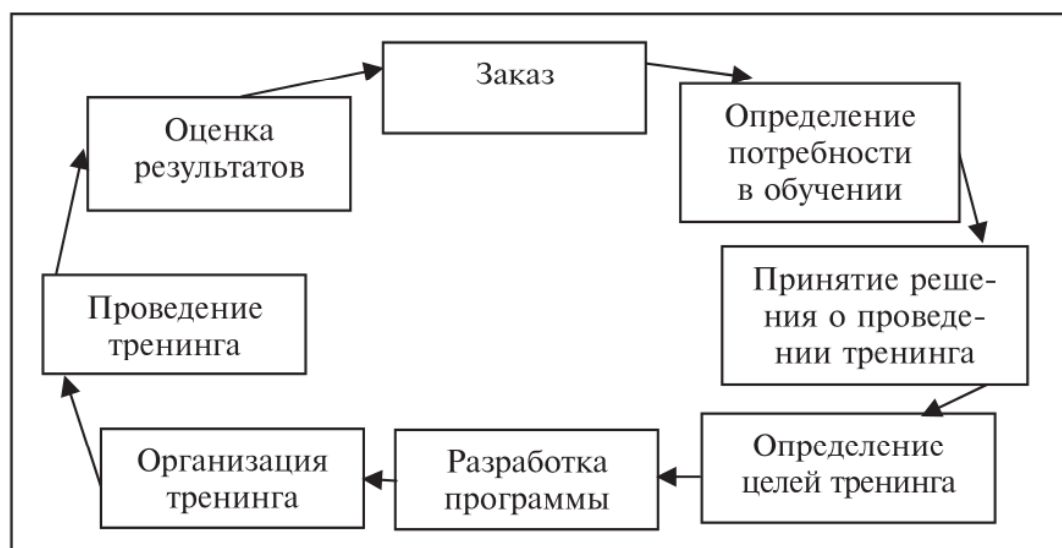 Заказ
Определение
потребности
в обучении
Принятие реше-
ния о проведе-
нии тренинга
Определение
целей тренинга
Разработка
программы
Организация
тренинга
Проведение
тренинга
Оценка
результатов